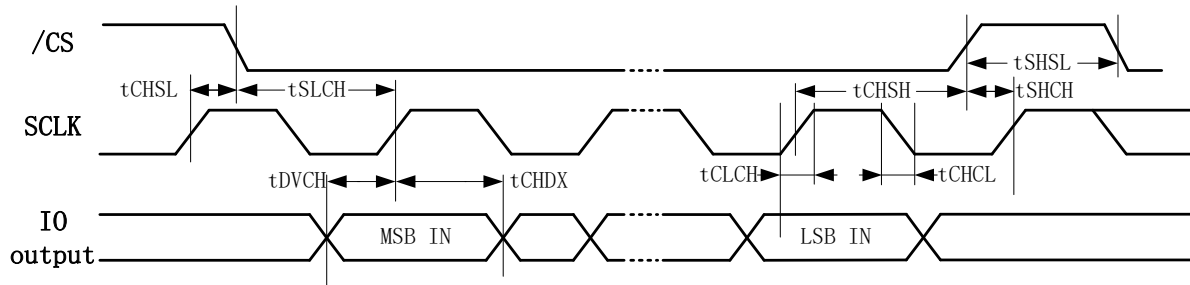 /CS
tCHSL
tSLCH
tCHSH
tSHSL
tSHCH
SCLK
tDVCH
tCHDX
tCLCH
tCHCL
IO
output
MSB IN
LSB IN